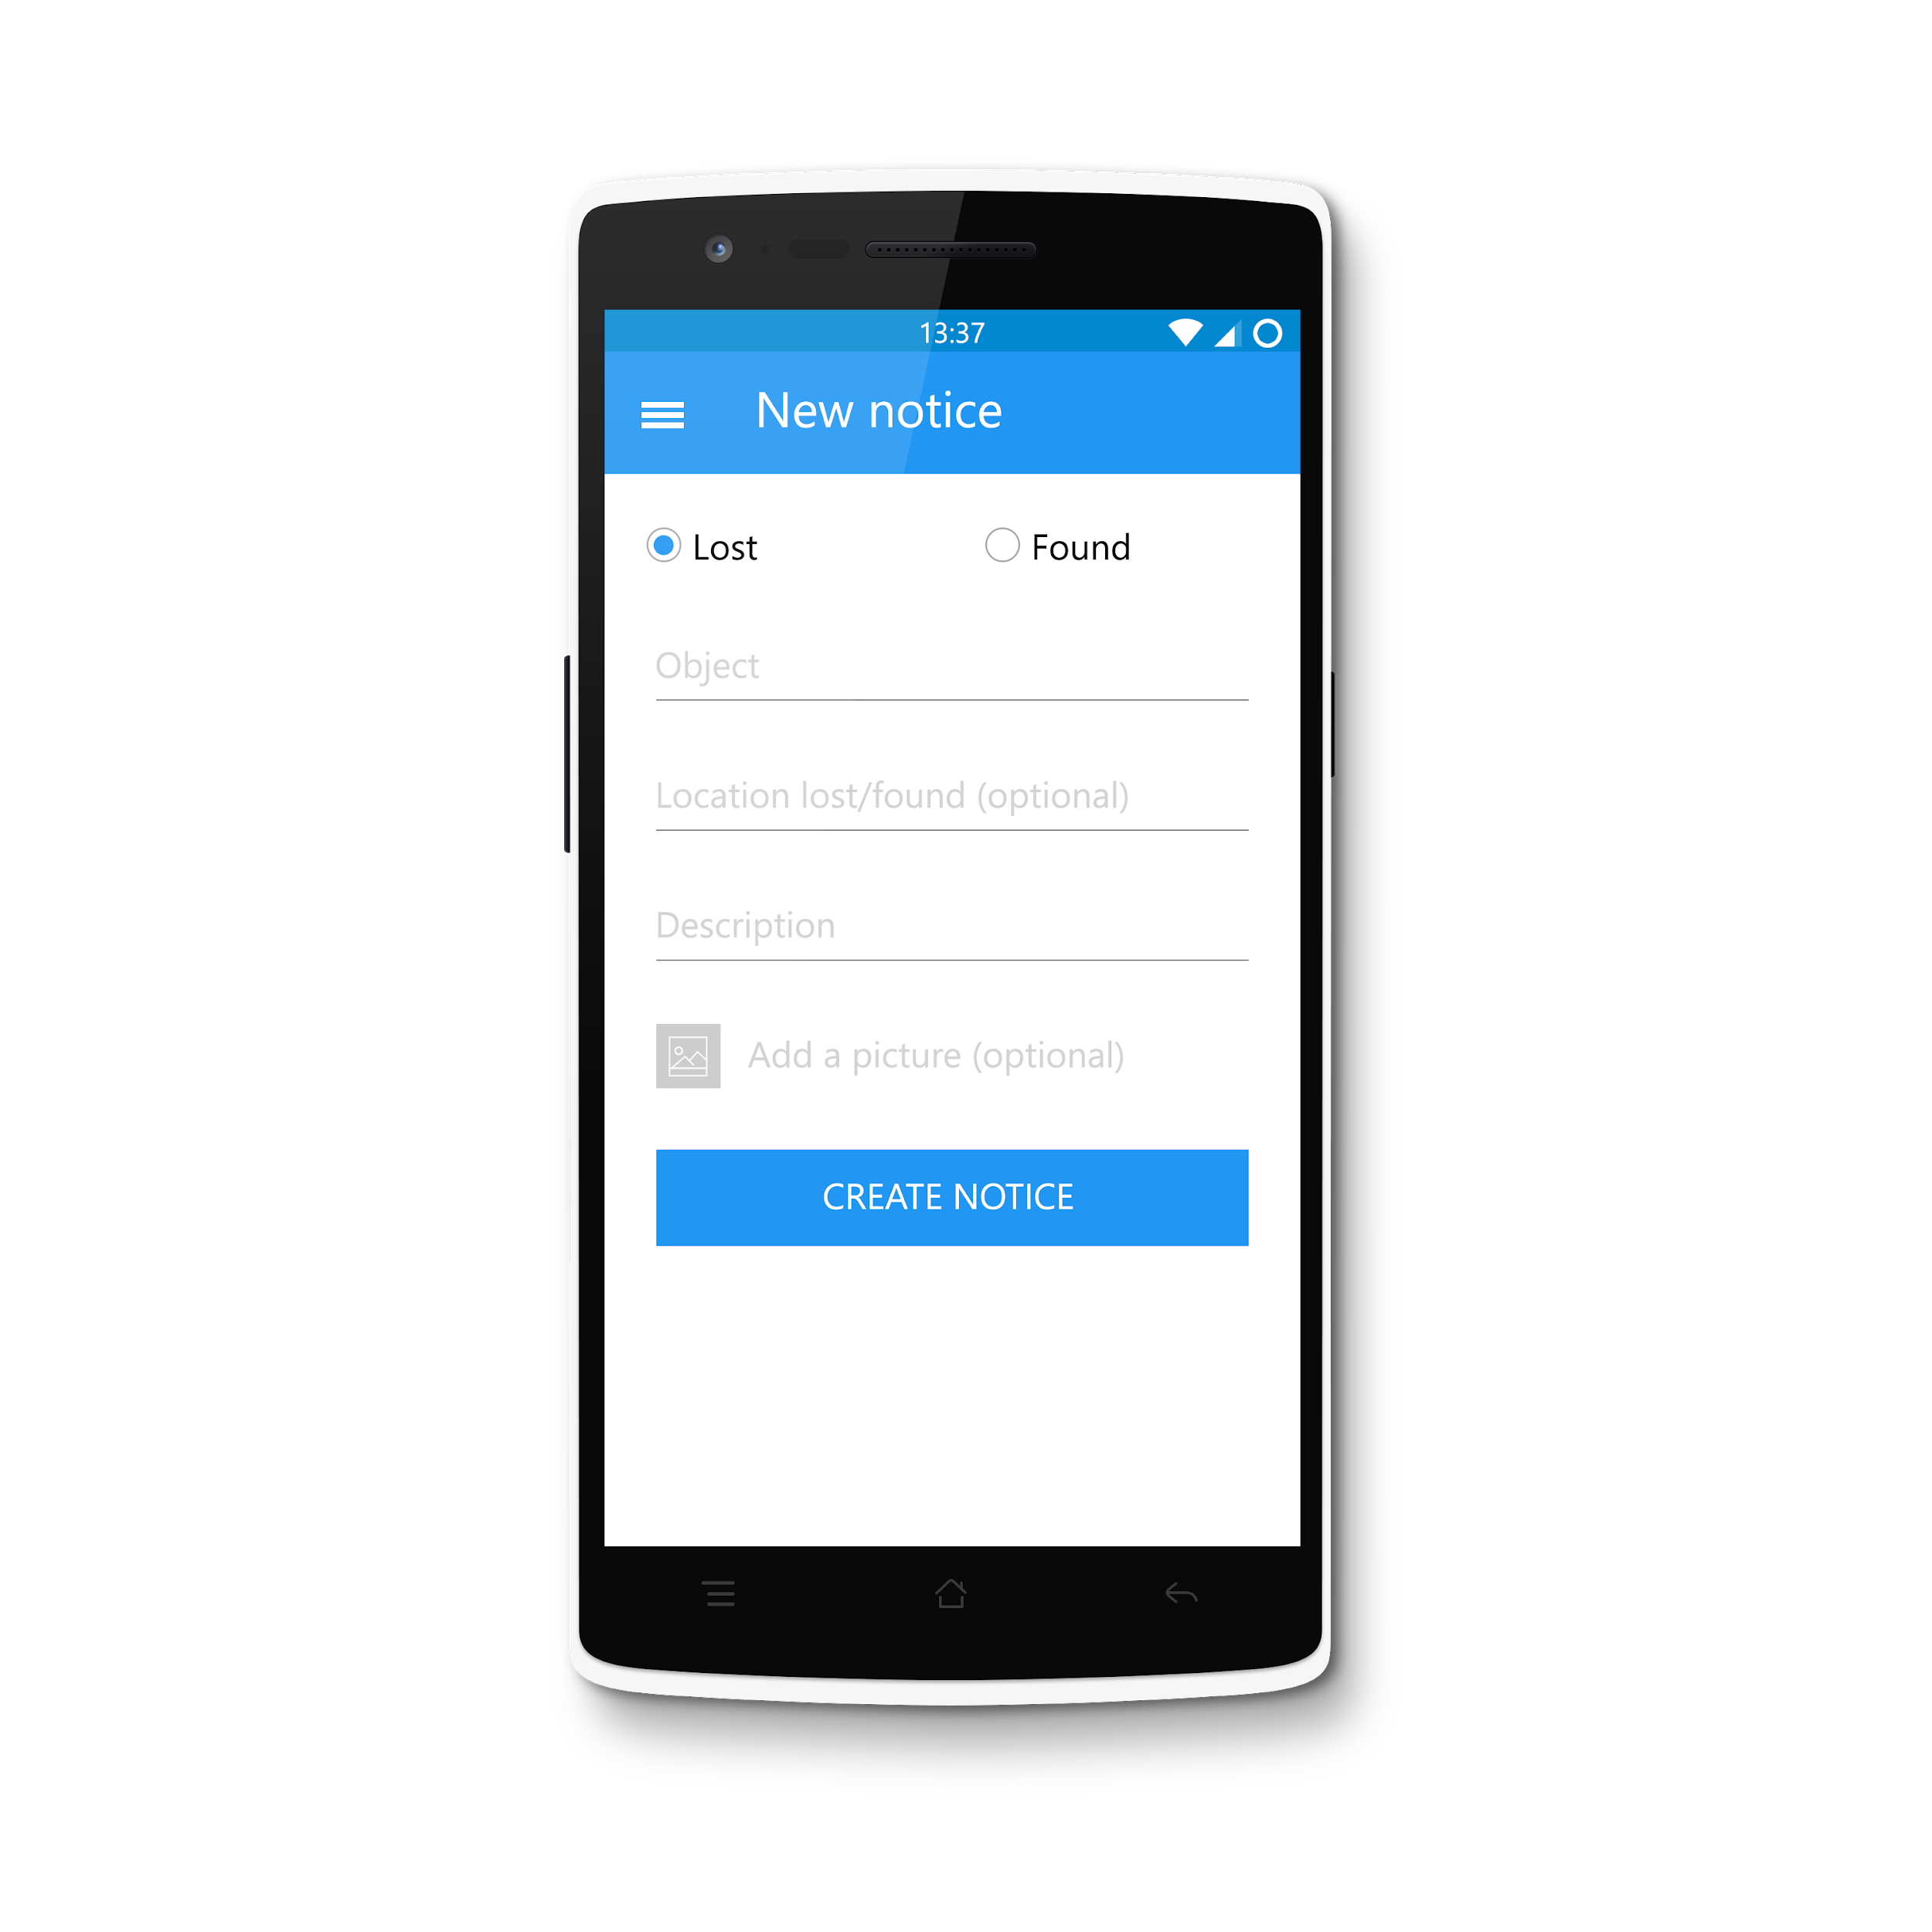 13:37
New notice
Lost
Found
Object
Location lost/found (optional)
Description
Add a picture (optional)
CREATE NOTICE